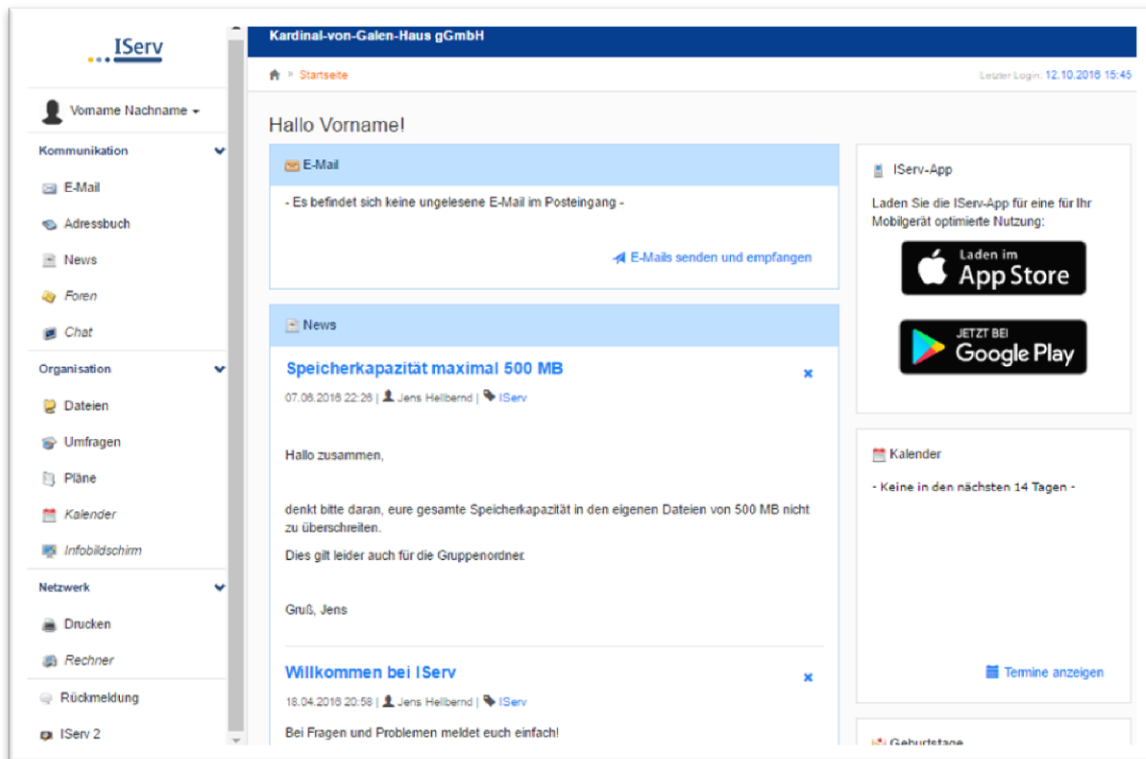 IServ
Vorname Nachname
Kommunikation
E-Mail
Adressbuch
News
Foren
Chat
Organisation
Dateien
Umfragen
Pläne
Kalender
Infobildschirm
Netzwerk
Drucken
Rechner
Rückmeldung
IServ 2
Kardinal-von-Galen-Haus gGmbH
Startseite
Letzter Login: 12.10.2016 15:45
Hallo Vorname!
E-Mail
- Es befindet sich keine ungelesene E-Mail im Posteingang -
E-Mails senden und empfangen
News
Speicherkapazität maximal 500 MB
07.06.2016 22:26 | Jens Hellbernd | IServ
Hallo zusammen,
denkt bitte daran, eure gesamte Speicherkapazität in den eigenen Dateien von 500 MB nicht
zu überschreiten.
Dies gilt leider auch für die Gruppenordner.
Gruß, Jens
Willkommen bei IServ
18.04.2016 20:58 | Jens Hellbernd | IServ
Bei Fragen und Problemen meldet euch einfach!
IServ-App
Laden Sie die IServ-App für eine für Ihr
Mobilgerät optimierte Nutzung:
Laden im
App Store
JETZT BEI
Google Play
Kalender
- Keine in den nächsten 14 Tagen -
Termine anzeigen
Geburtstage